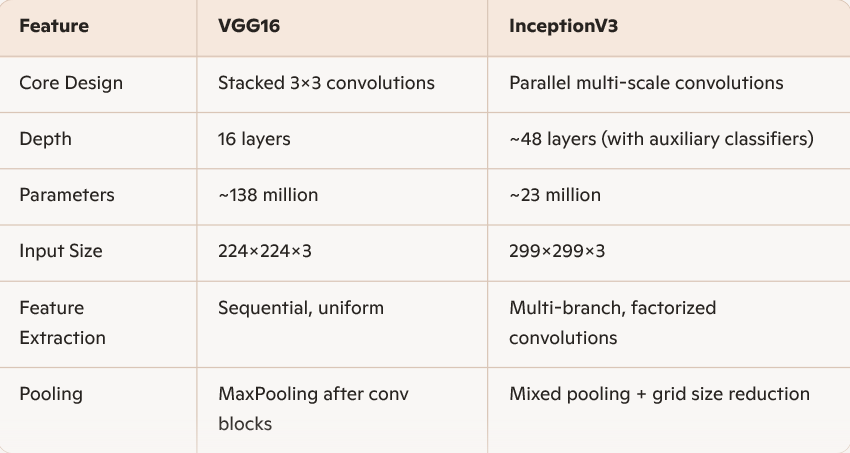 Feature VGG16 InceptionV3
Core Design Stacked 3×3 convolutions Parallel multi-scale convolutions
Depth 16 layers ~48 layers (with auxiliary classifiers)
Parameters ~138 million ~23 million
Input Size 224×224×3 299×299×3
Feature Sequential, uniform Multi-branch, factorized
Extraction convolutions
Pooling MaxPooling after conv Mixed pooling + grid size reduction
blocks